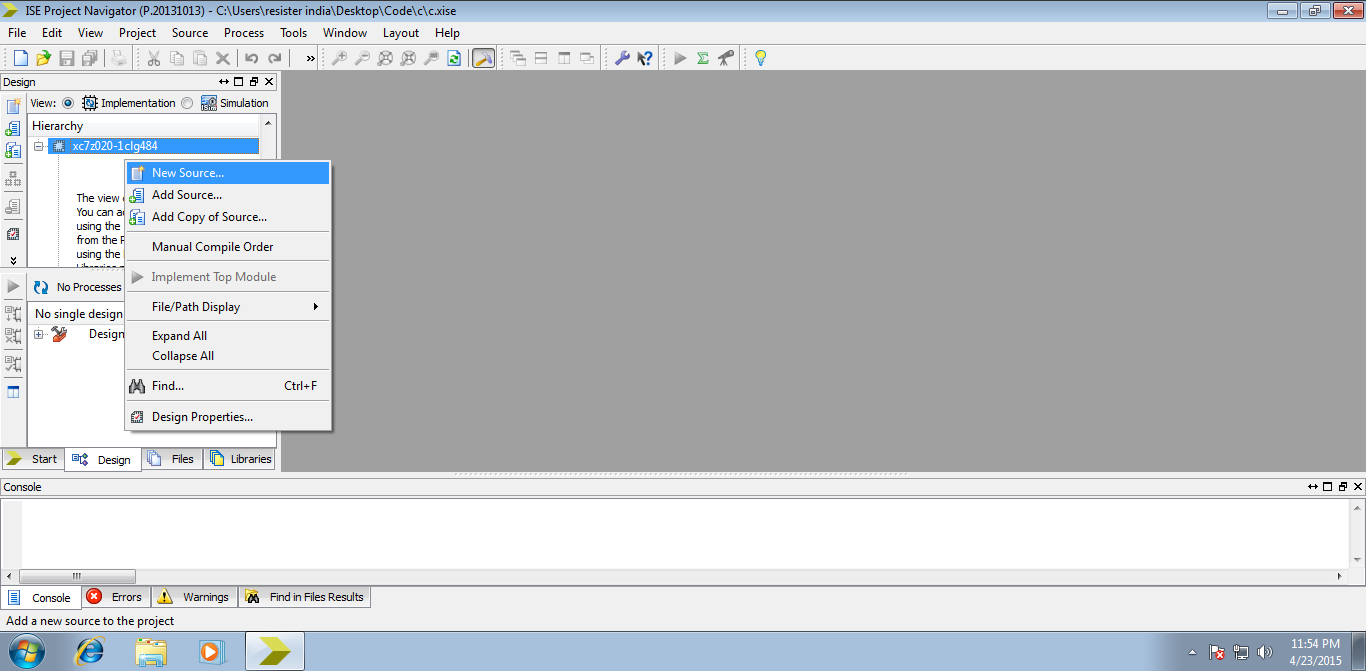 ISE Project Navigator (P.20131013) - C:\Users\resister india\Desktop\Code\c\c.xise
File Edit View Project Source Process Tools Window Layout Help
»
Design
View: Implementation Simulation
Hierarchy
xc7z020-1clg484
New Source...
Add Source...
Add Copy of Source...
Manual Compile Order
Implement Top Module
File/Path Display
Expand All
Collapse All
Find... Ctrl+F
Design Properties...
The view
You can
using the
from the
using the
No Processes
No single design
Design
Start Design Files Libraries
Console
Console Errors Warnings Find in Files Results
Add a new source to the project
11:54 PM
4/23/2015